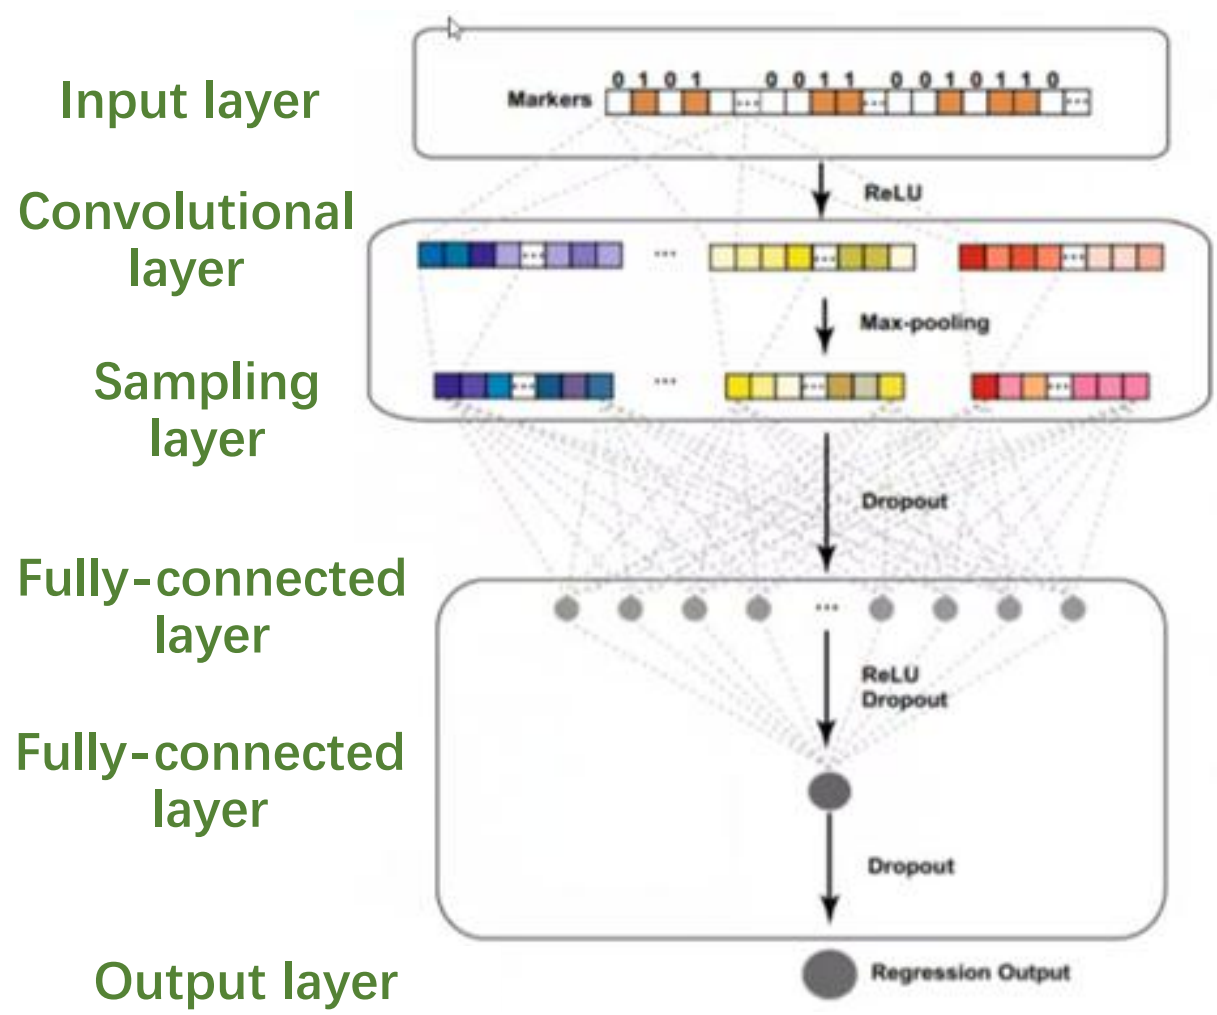 Input layer
0 1 0 1 0 0 1 1 0 0 1 0 1 1 0
Markers ... ... ...
ReLU
Convolutional
layer
... ... ... ...
Max-pooling
Sampling
layer
... ... ... ...
Dropout
Fully-connected
layer
...
ReLU
Dropout
Fully-connected
layer
Dropout
Output layer
Regression Output